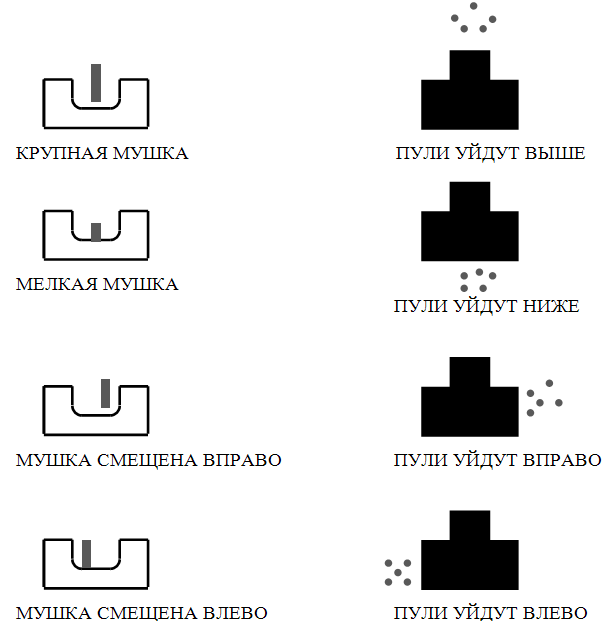 КРУПНАЯ МУШКА
ПУЛИ УЙДУТ ВЫШЕ
МЕЛКАЯ МУШКА
ПУЛИ УЙДУТ НИЖЕ
МУШКА СМЕЩЕНА ВПРАВО
ПУЛИ УЙДУТ ВПРАВО
МУШКА СМЕЩЕНА ВЛЕВО
ПУЛИ УЙДУТ ВЛЕВО